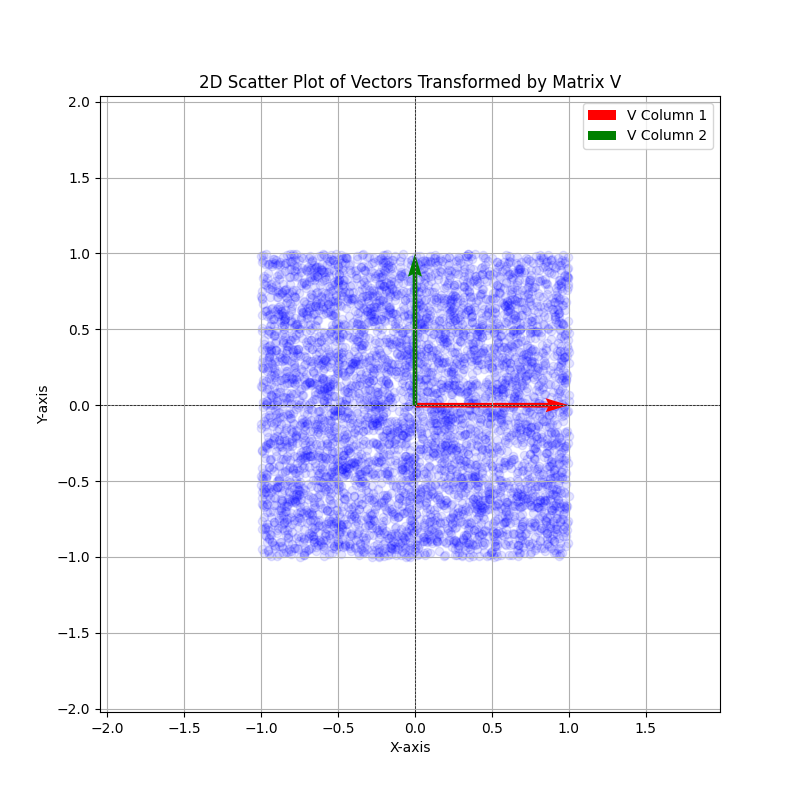 2D Scatter Plot of Vectors Transformed by Matrix V
V Column 1
V Column 2
2.0
1.5
1.0
0.5
0.0
−0.5
−1.0
−1.5
−2.0
Y-axis
−2.0 −1.5 −1.0 −0.5 0.0 0.5 1.0 1.5
X-axis